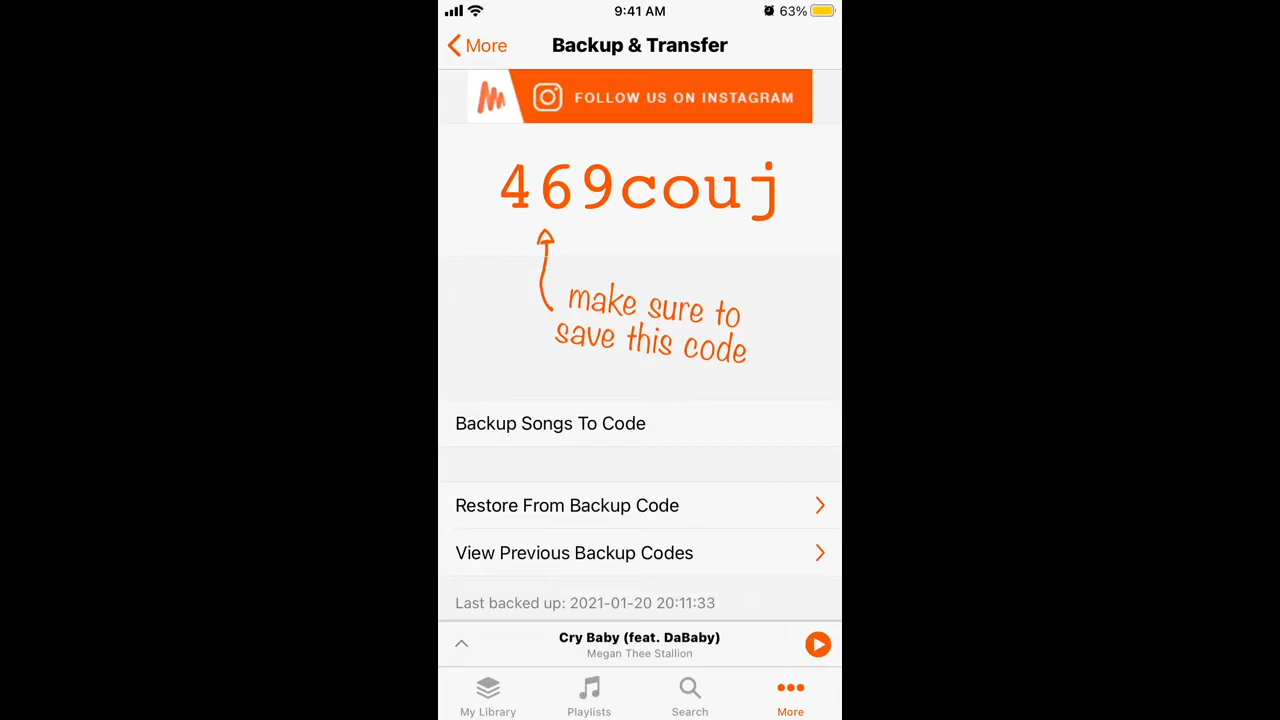 9:41 AM
63%
More
Backup & Transfer
FOLLOW US ON INSTAGRAM
469couj
make sure to
save this code
Backup Songs To Code
Restore From Backup Code
View Previous Backup Codes
Last backed up: 2021-01-20 20:11:33
Cry Baby (feat. DaBaby)
Megan Thee Stallion
My Library
Playlists
Search
More